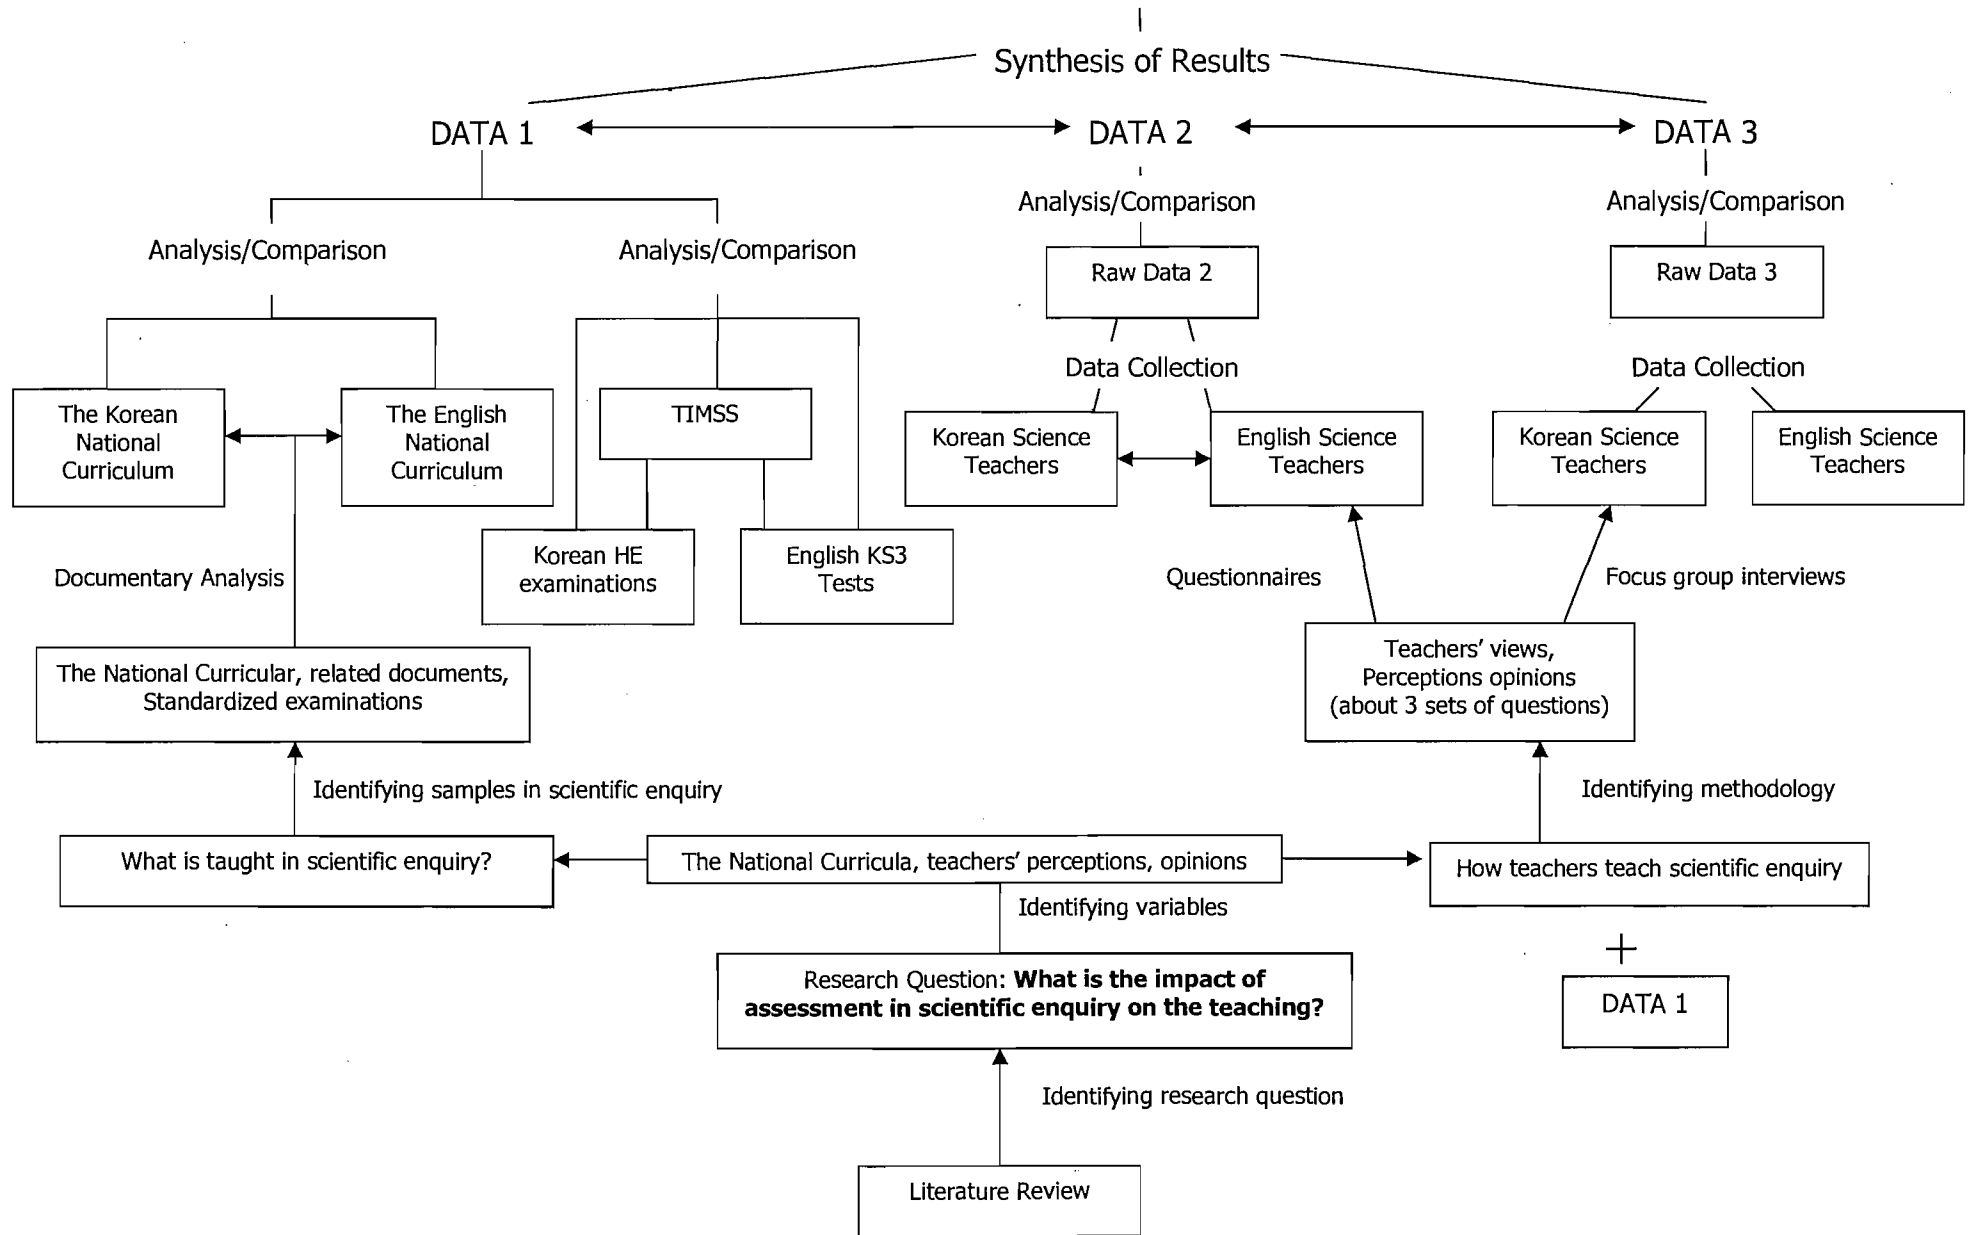 Synthesis of Results
DATA 1
DATA 2
DATA 3
Analysis/Comparison
Analysis/Comparison
Analysis/Comparison
Analysis/Comparison
Raw Data 2
Raw Data 3
Data Collection
Data Collection
The Korean
National
Curriculum
The English
National
Curriculum
TIMSS
Korean Science
Teachers
English Science
Teachers
Korean Science
Teachers
English Science
Teachers
Korean HE
examinations
English KS3
Tests
Documentary Analysis
Questionnaires
Focus group interviews
The National Curricular, related documents,
Standardized examinations
Teachers' views,
Perceptions opinions
(about 3 sets of questions)
Identifying samples in scientific enquiry
Identifying methodology
What is taught in scientific enquiry?
The National Curricula, teachers' perceptions, opinions
How teachers teach scientific enquiry
Identifying variables
+
Research Question: What is the impact of
assessment in scientific enquiry on the teaching?
DATA 1
Identifying research question
Literature Review